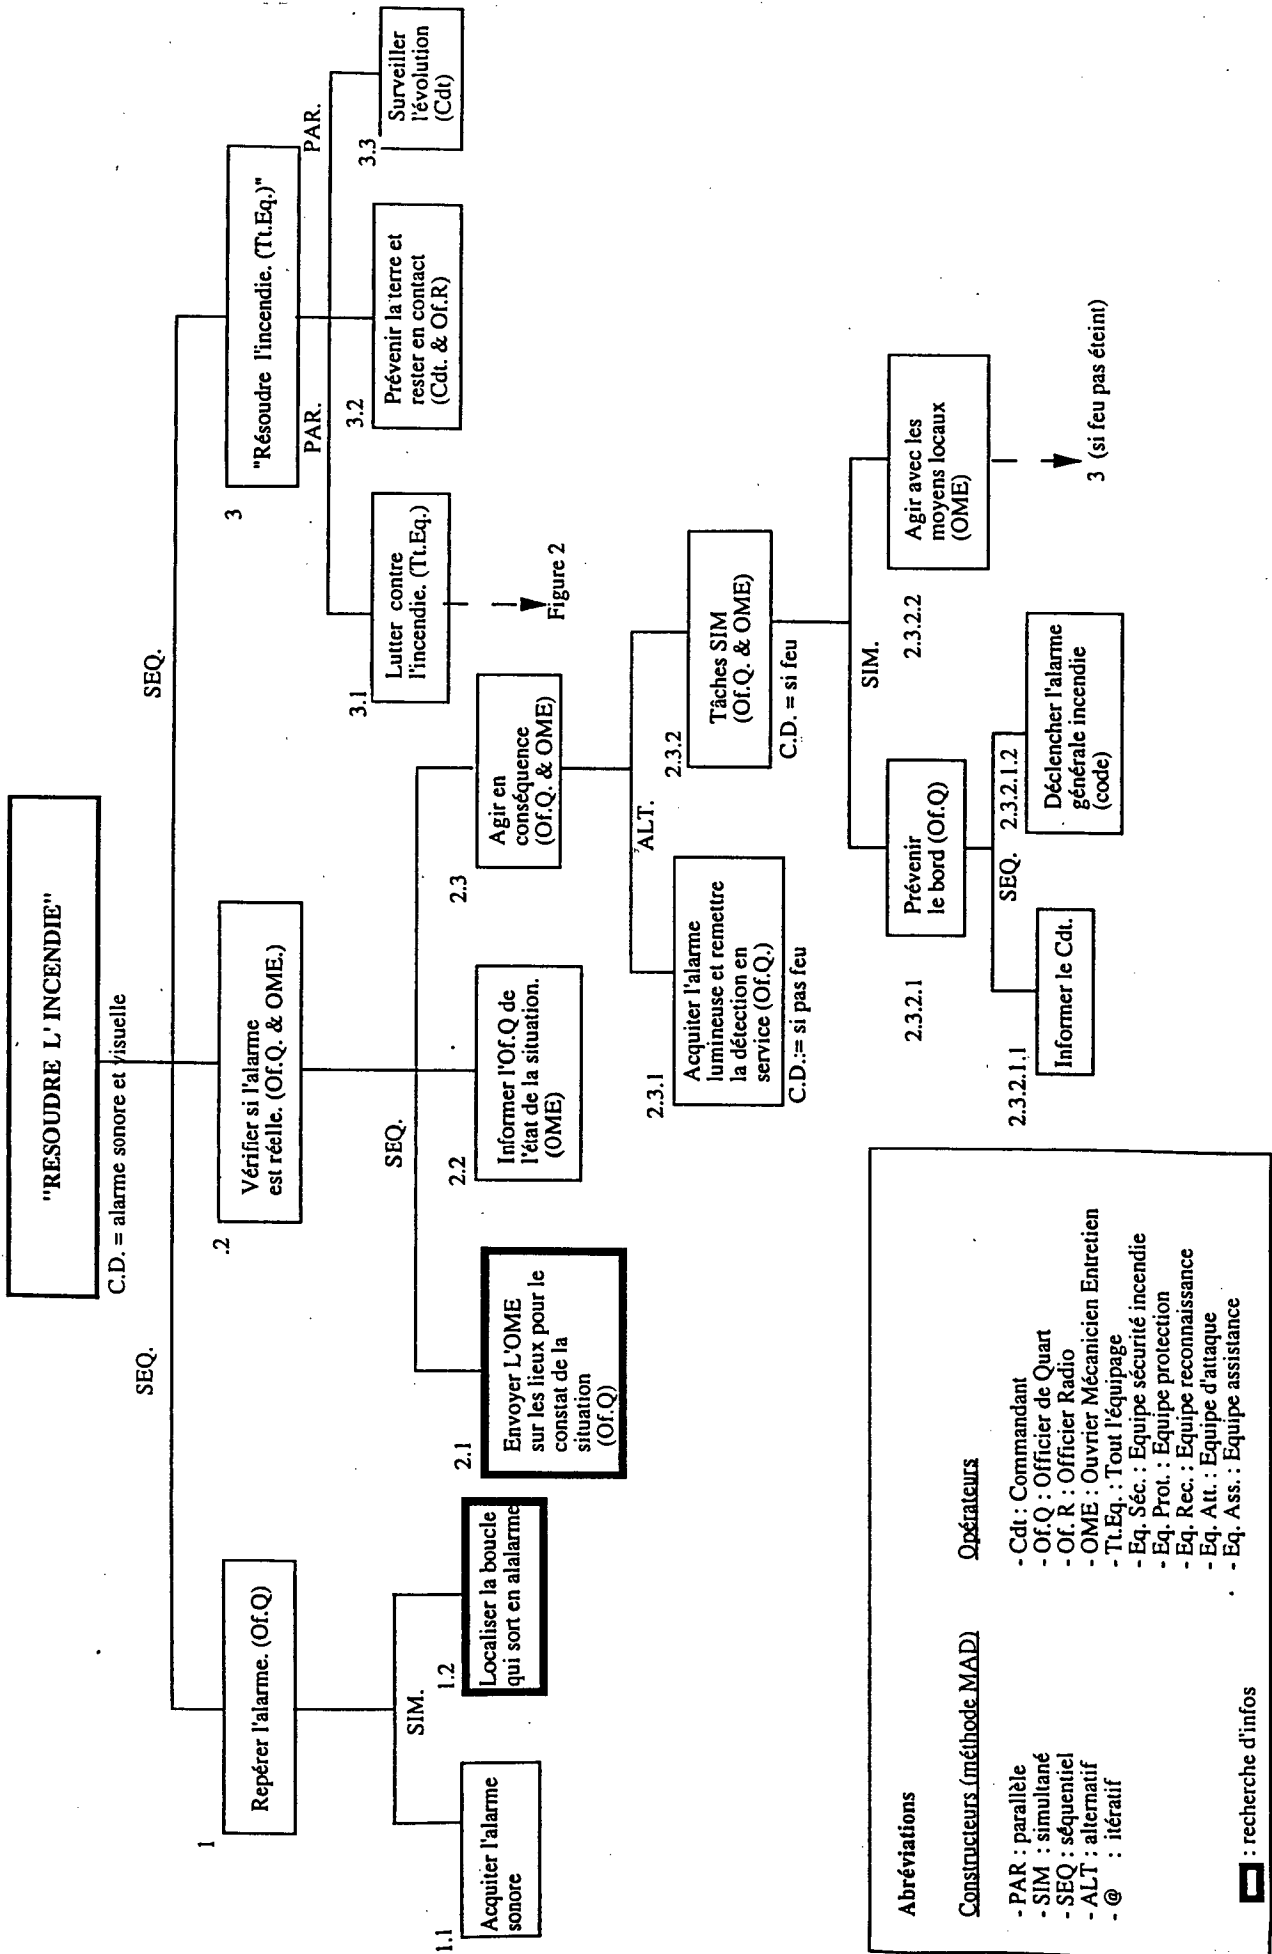 "RESOUDRE L' INCENDIE"
C.D. = alarme sonore et visuelle
SEQ.
SEQ.
1
Repérer l'alarme. (Of.Q)
SIM.
1.1
Acquiter l'alarme
sonore
1.2
Localiser la boucle
qui sort en alalarme
.2
Vérifier si l'alarme
est réelle. (Of.Q. & OME.)
SEQ.
2.1
Envoyer L'OME
sur les lieux pour le
constat de la
situation
(Of.Q)
2.2
Informer l'Of.Q de
l'état de la situation.
(OME)
2.3
Agir en
conséquence
(Of.Q. & OME)
ALT.
2.3.1
Acquiter l'alarme
lumineuse et remettre
la détection en
service (Of.Q.)
C.D.:= si pas feu
2.3.2
Tâches SIM
(Of.Q. & OME)
C.D. = si feu
SIM.
2.3.2.1
Prévenir
le bord (Of.Q)
SEQ.
2.3.2.1.1
Informer le Cdt.
2.3.2.1.2
Déclencher l'alarme
générale incendie
(code)
2.3.2.2
Agir avec les
moyens locaux
(OME)
3 (si feu pas éteint)
3
"Résoudre l'incendie. (Tt.Eq.)"
PAR.
PAR.
3.1
Lutter contre
l'incendie. (Tt.Eq.)
Figure 2
3.2
Prévenir la terre et
rester en contact
(Cdt. & Of.R)
3.3
Surveiller
l'évolution
(Cdt)
Abréviations
Constructeurs (méthode MAD)
- PAR : parallèle
- SIM : simultané
- SEQ : séquentiel
- ALT : alternatif
- @ : itératif
Opérateurs
- Cdt : Commandant
- Of.Q : Officier de Quart
- Of. R : Officier Radio
- OME : Ouvrier Mécanicien Entretien
- Tt.Eq. : Tout l'équipage
- Eq. Séc. : Equipe sécurité incendie
- Eq. Prot. : Equipe protection
- Eq. Rec. : Equipe reconnaissance
- Eq. Att. : Equipe d'attaque
- Eq. Ass. : Equipe assistance
: recherche d'infos